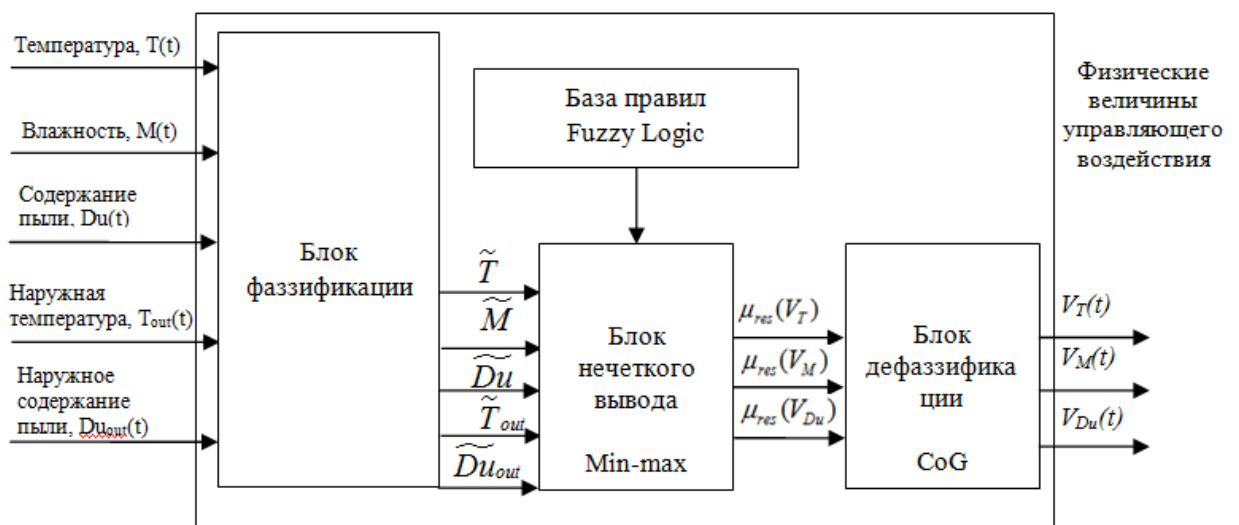 Температура, T(t)
Влажность, M(t)
Содержание
пыли, Du(t)
Наружная
температура, Tout(t)
Наружное
содержание
пыли, Duout(t)
Блок
фаззификации
База правил
Fuzzy Logic
T̃
M̃
D͠u
T̃out
D͠uout
Блок
нечеткого
вывода
Min-max
μres(VT)
μres(VM)
μres(VDu)
Блок
дефаззифика
ции
CoG
Физические
величины
управляющего
воздействия
VT(t)
VM(t)
VDu(t)